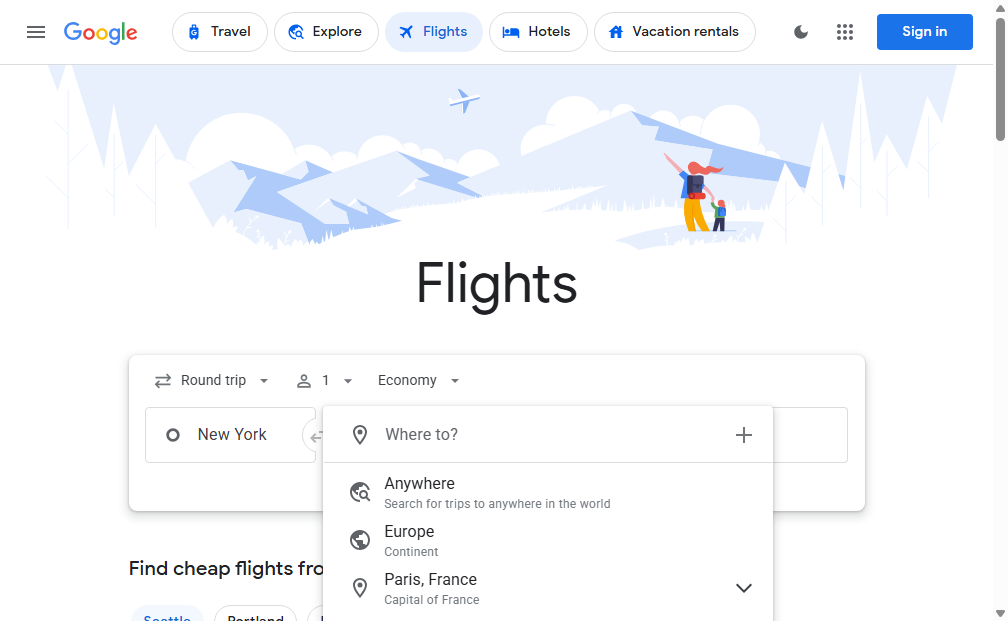 Google
Travel
Explore
Flights
Hotels
Vacation rentals
Sign in
Flights
Round trip
1
Economy
New York
Where to?
Anywhere
Search for trips to anywhere in the world
Europe
Continent
Paris, France
Capital of France
Find cheap flights fro
Seattle
Portland